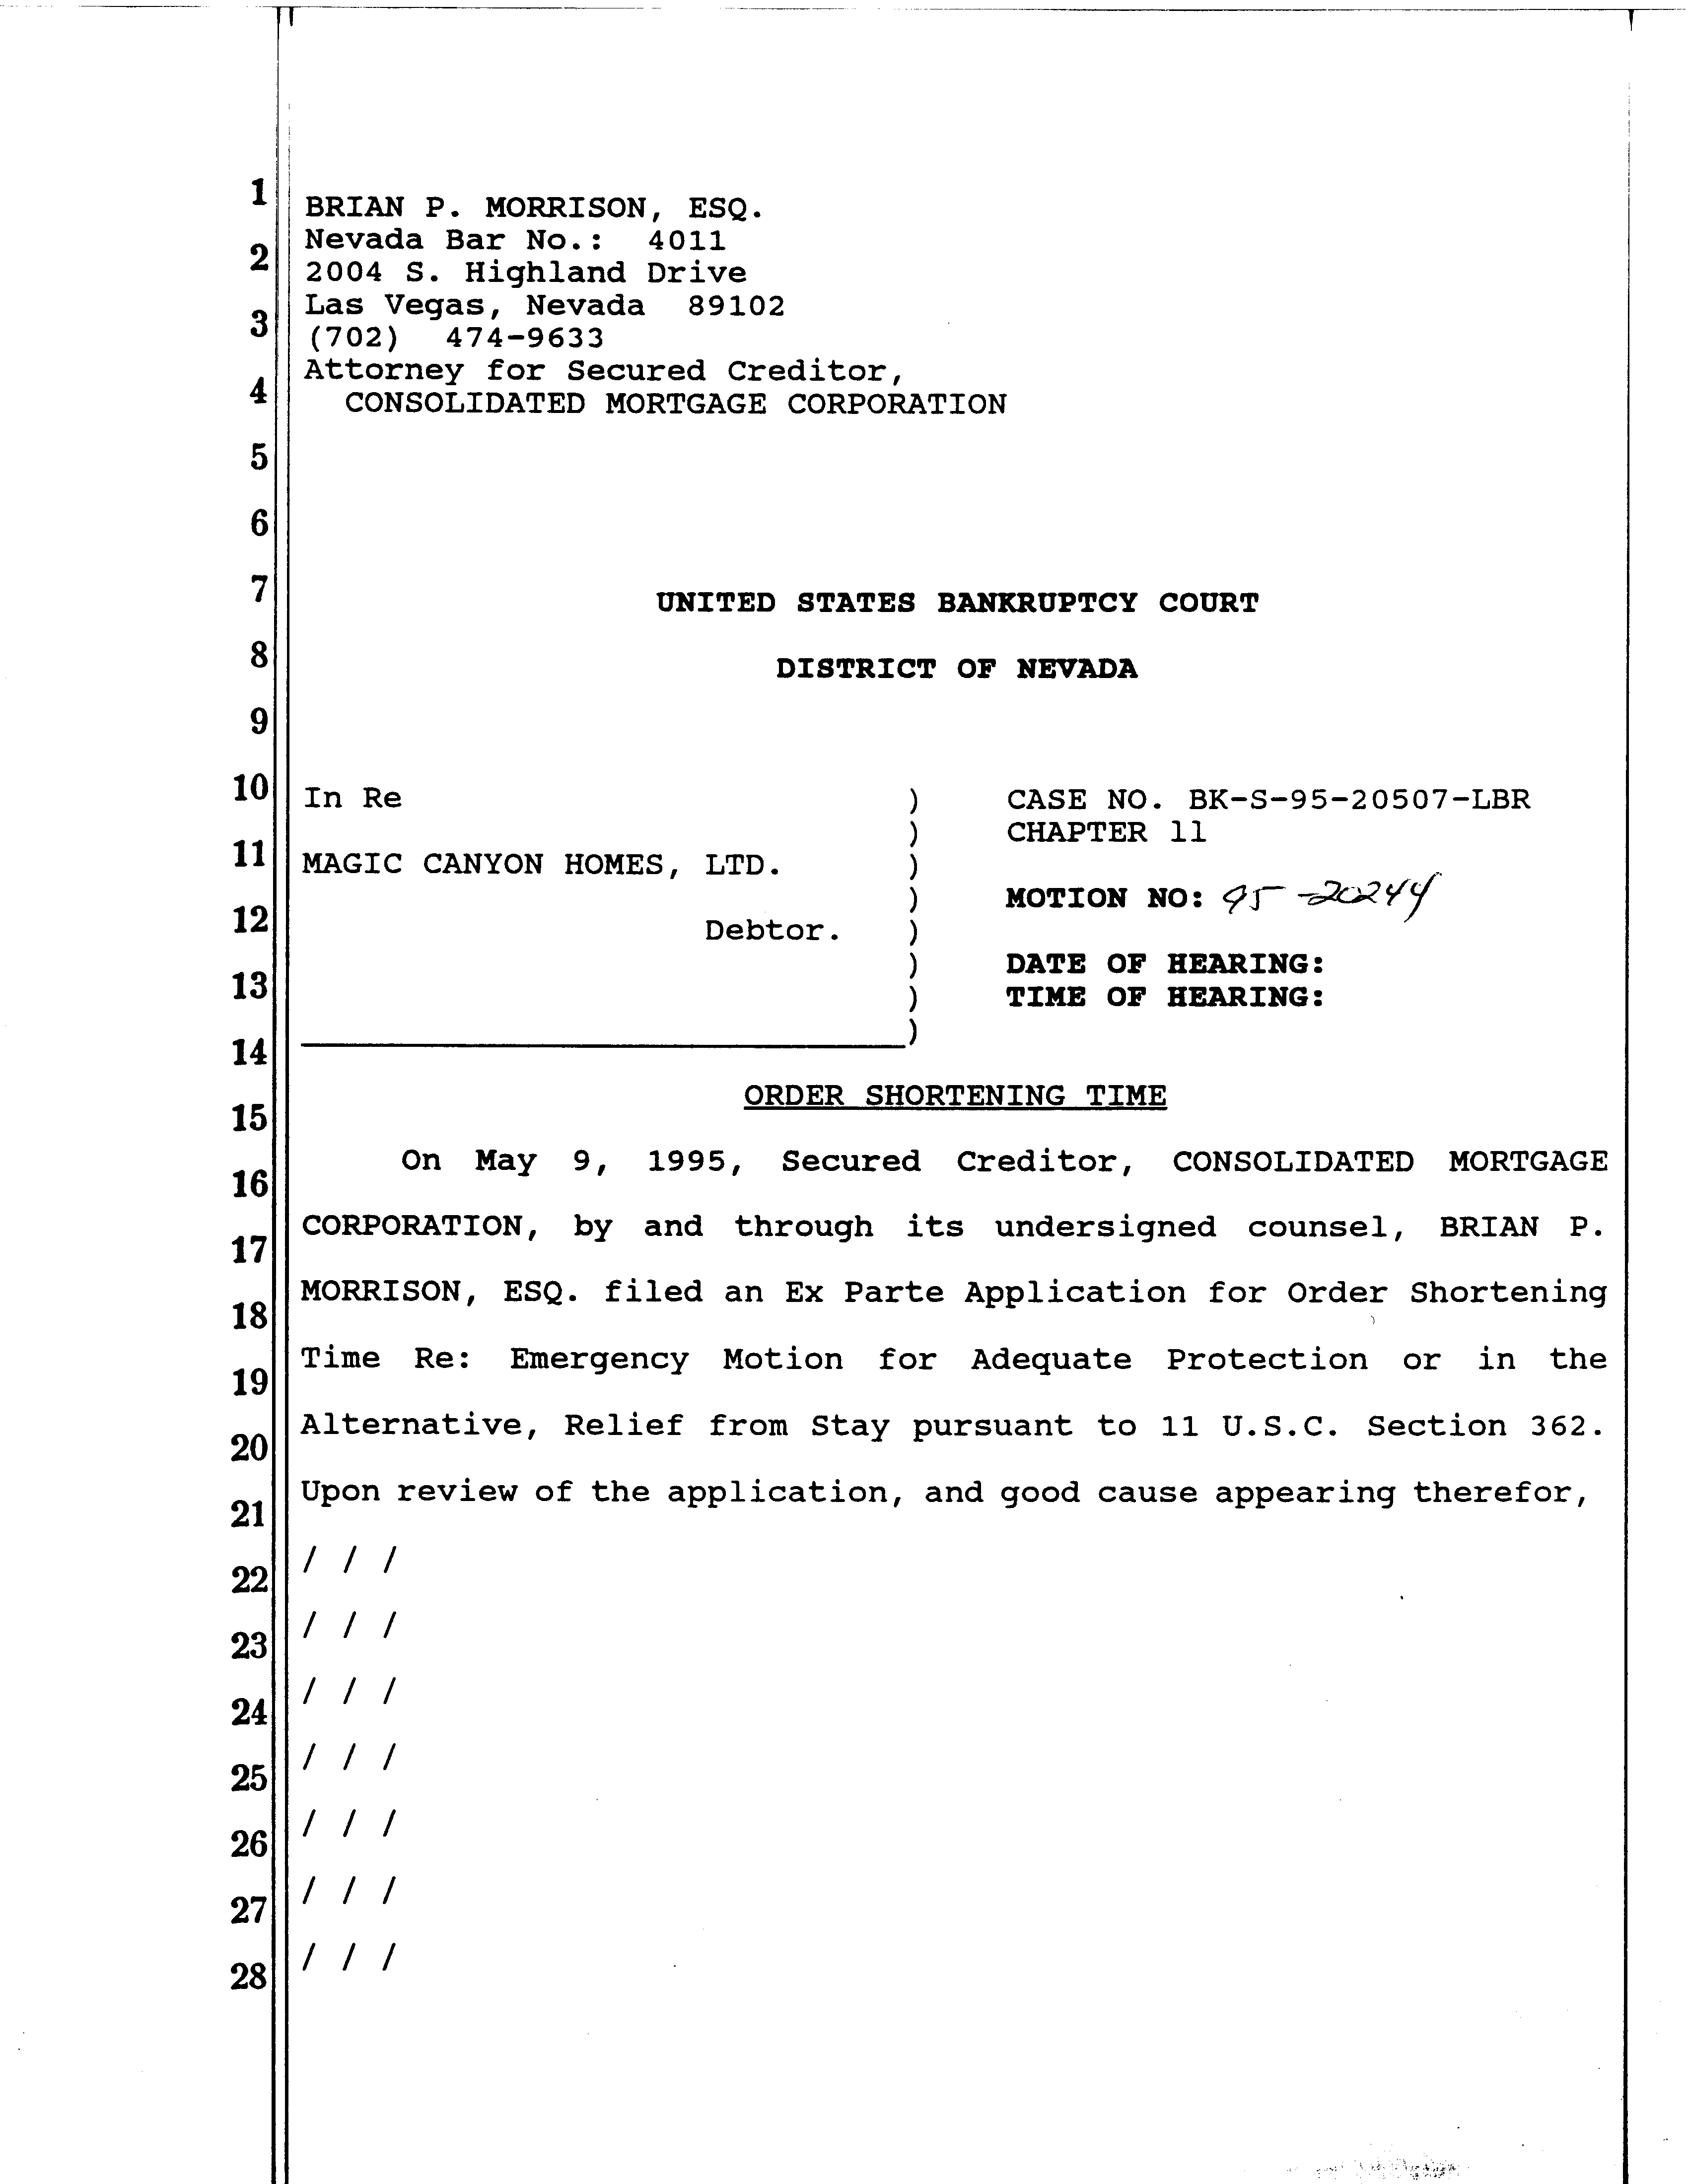 1 BRIAN P. MORRISON, ESQ.
Nevada Bar No.: 4011
2 2004 S. Highland Drive
Las Vegas, Nevada 89102
3 (702) 474-9633
Attorney for Secured Creditor,
4 CONSOLIDATED MORTGAGE CORPORATION
5
6
7 UNITED STATES BANKRUPTCY COURT
8 DISTRICT OF NEVADA
9
10 In Re ) CASE NO. BK-S-95-20507-LBR
) CHAPTER 11
11 MAGIC CANYON HOMES, LTD. )
) MOTION NO: 95-20244
12 Debtor. )
) DATE OF HEARING:
13 ) TIME OF HEARING:
)
14
ORDER SHORTENING TIME
15
On May 9, 1995, Secured Creditor, CONSOLIDATED MORTGAGE
16
CORPORATION, by and through its undersigned counsel, BRIAN P.
17
MORRISON, ESQ. filed an Ex Parte Application for Order Shortening
18
Time Re: Emergency Motion for Adequate Protection or in the
19
Alternative, Relief from Stay pursuant to 11 U.S.C. Section 362.
20
Upon review of the application, and good cause appearing therefor,
21
/ / /
22
/ / /
23
/ / /
24
/ / /
25
/ / /
26
/ / /
27
/ / /
28